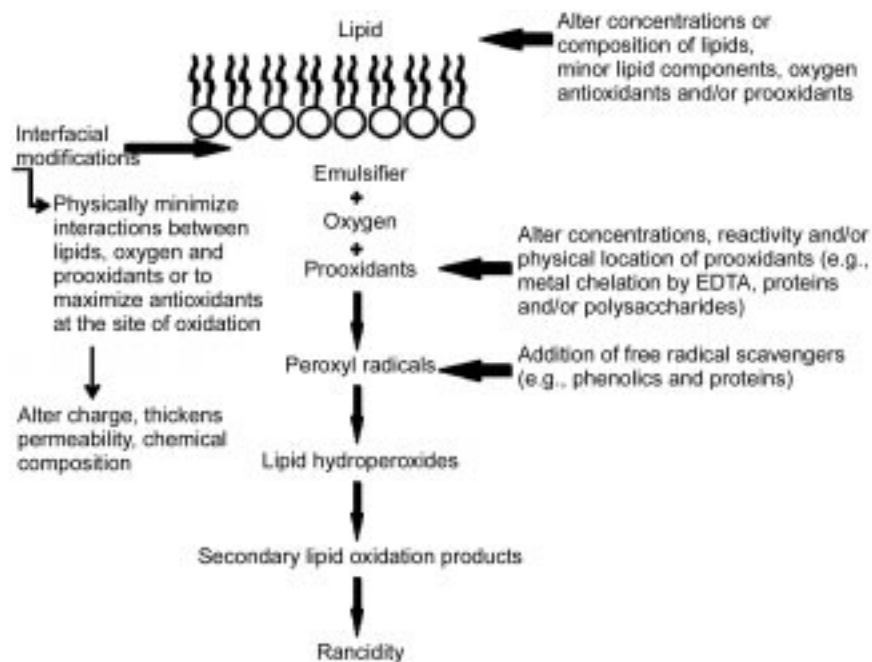 Lipid
Alter concentrations or
composition of lipids,
minor lipid components, oxygen
antioxidants and/or prooxidants
Interfacial
modifications
Physically minimize
interactions between
lipids, oxygen and
prooxidants or to
maximize antioxidants
at the site of oxidation
Alter charge, thickens
permeability, chemical
composition
Emulsifier
+
Oxygen
+
Prooxidants
Alter concentrations, reactivity and/or
physical location of prooxidants (e.g.,
metal chelation by EDTA, proteins
and/or polysaccharides)
Peroxyl radicals
Addition of free radical scavengers
(e.g., phenolics and proteins)
Lipid hydroperoxides
Secondary lipid oxidation products
Rancidity